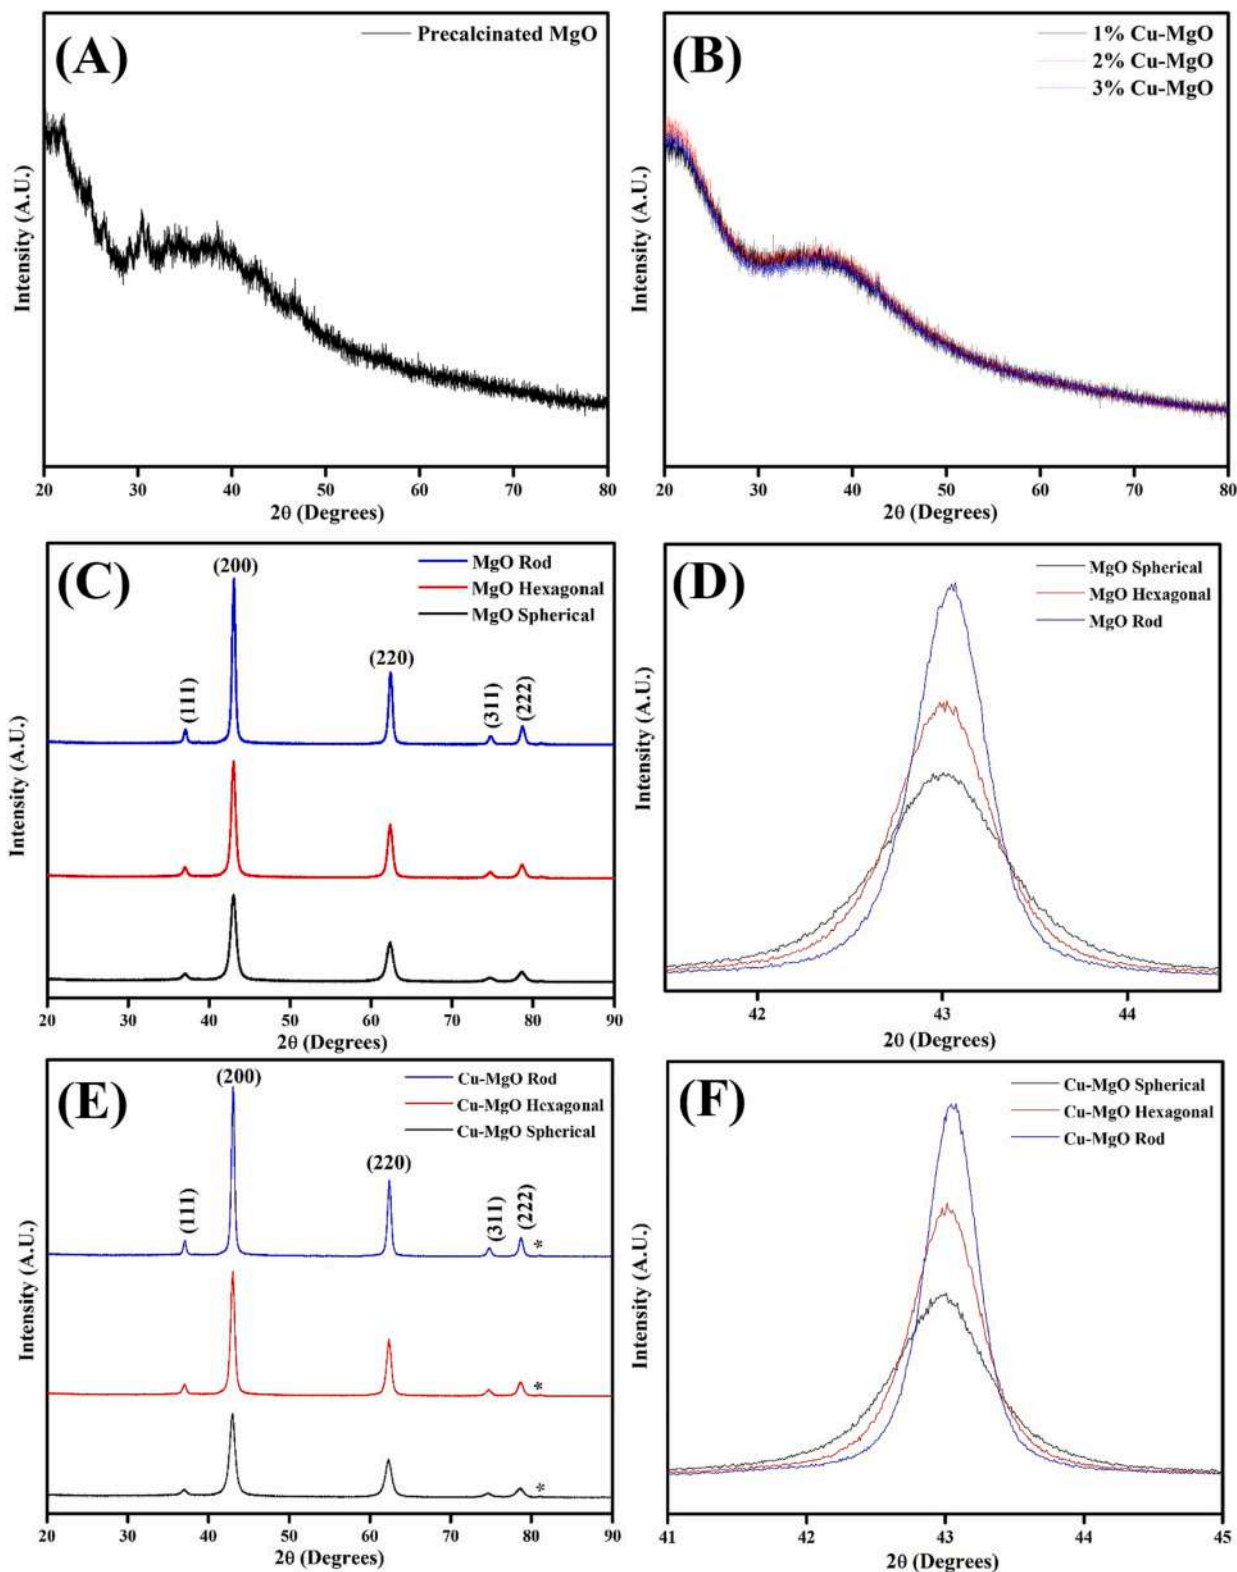 (A)
Precalcinated MgO
Intensity (A.U.)
20 30 40 50 60 70 80
2θ (Degrees)
(B)
1% Cu-MgO
2% Cu-MgO
3% Cu-MgO
Intensity (A.U.)
20 30 40 50 60 70 80
2θ (Degrees)
(C)
MgO Rod
MgO Hexagonal
MgO Spherical
(111)
(200)
(220)
(311)
(222)
Intensity (A.U.)
20 30 40 50 60 70 80 90
2θ (Degrees)
(D)
MgO Spherical
MgO Hexagonal
MgO Rod
Intensity (A.U.)
42 43 44
2θ (Degrees)
(E)
Cu-MgO Rod
Cu-MgO Hexagonal
Cu-MgO Spherical
(111)
(200)
(220)
(311)
(222)
*
*
*
Intensity (A.U.)
20 30 40 50 60 70 80 90
2θ (Degrees)
(F)
Cu-MgO Spherical
Cu-MgO Hexagonal
Cu-MgO Rod
Intensity (A.U.)
41 42 43 44 45
2θ (Degrees)